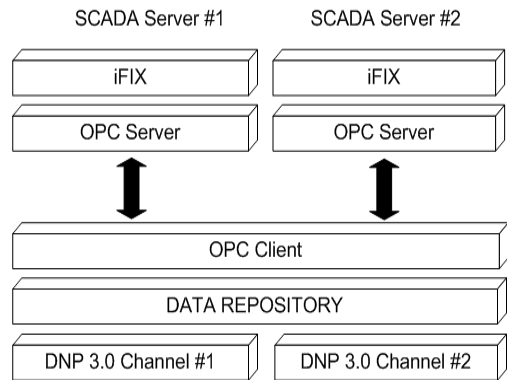 SCADA Server #1 SCADA Server #2
iFIX iFIX
OPC Server OPC Server
OPC Client
DATA REPOSITORY
DNP 3.0 Channel #1 DNP 3.0 Channel #2